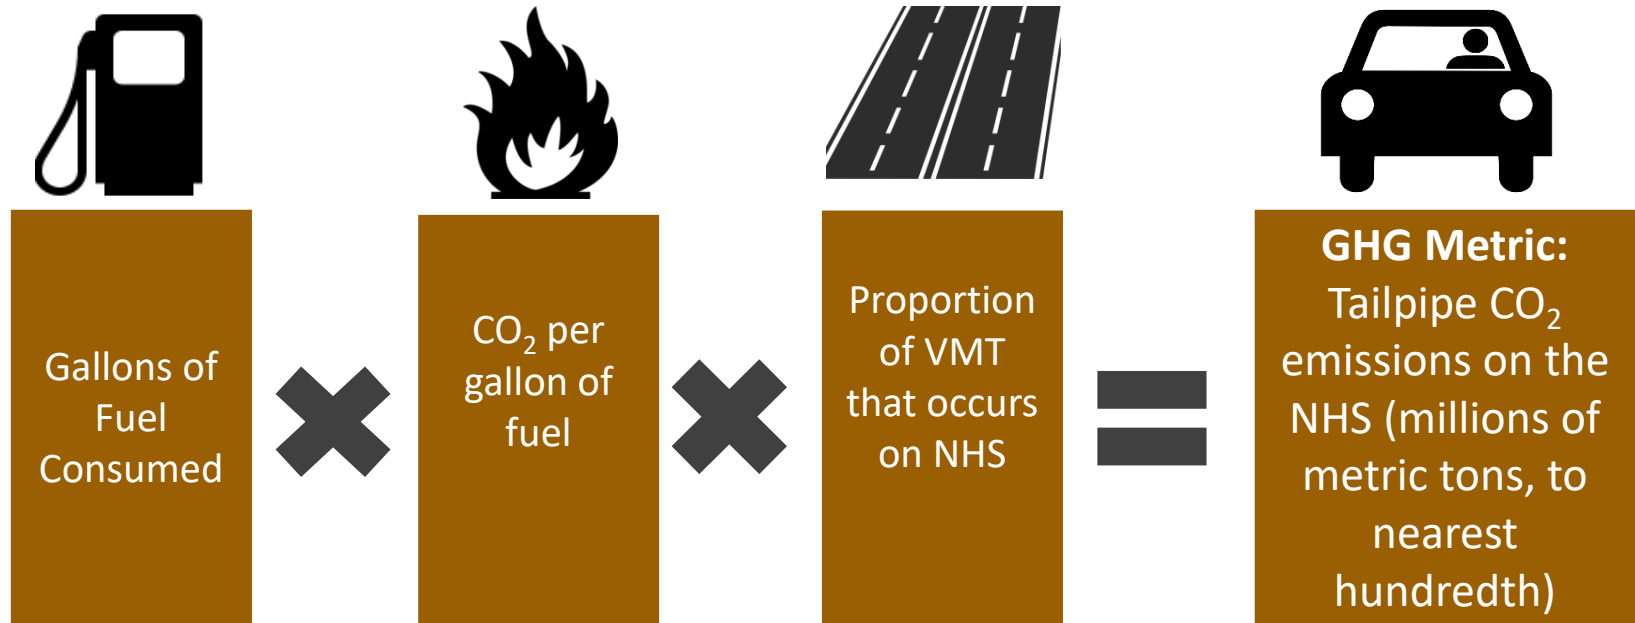 Gallons of
Fuel
Consumed
CO₂ per
gallon of
fuel
Proportion
of VMT
that occurs
on NHS
GHG Metric:
Tailpipe CO₂
emissions on the
NHS (millions of
metric tons, to
nearest
hundredth)